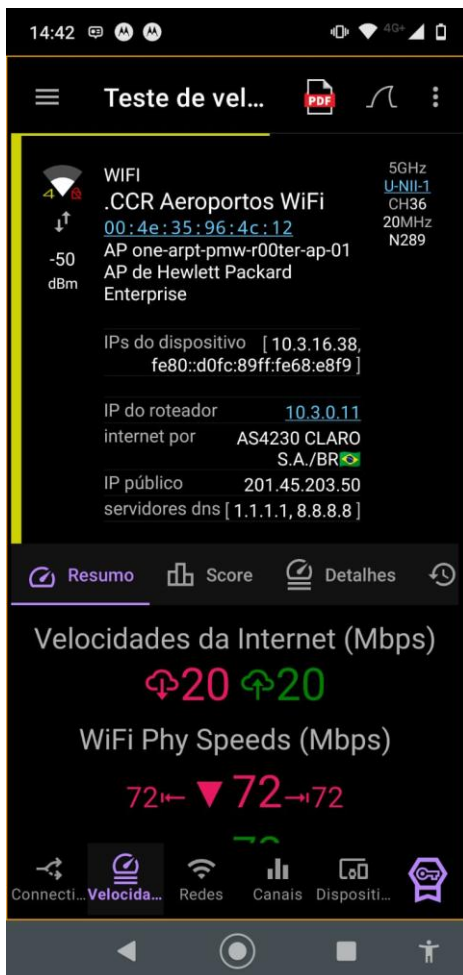 14:42
4G+
Teste de vel...
PDF
WIFI
.CCR Aeroportos WiFi
00:4e:35:96:4c:12
AP one-arpt-pmw-r00ter-ap-01
AP de Hewlett Packard
Enterprise
4
-50
dBm
5GHz
U-NII-1
CH36
20MHz
N289
IPs do dispositivo [ 10.3.16.38,
fe80::d0fc:89ff:fe68:e8f9 ]
IP do roteador 10.3.0.11
internet por AS4230 CLARO
S.A./BR
IP público 201.45.203.50
servidores dns [ 1.1.1.1, 8.8.8.8 ]
Resumo Score Detalhes
Velocidades da Internet (Mbps)
20 20
WiFi Phy Speeds (Mbps)
72 72 72
Connecti... Velocida... Redes Canais Dispositi...